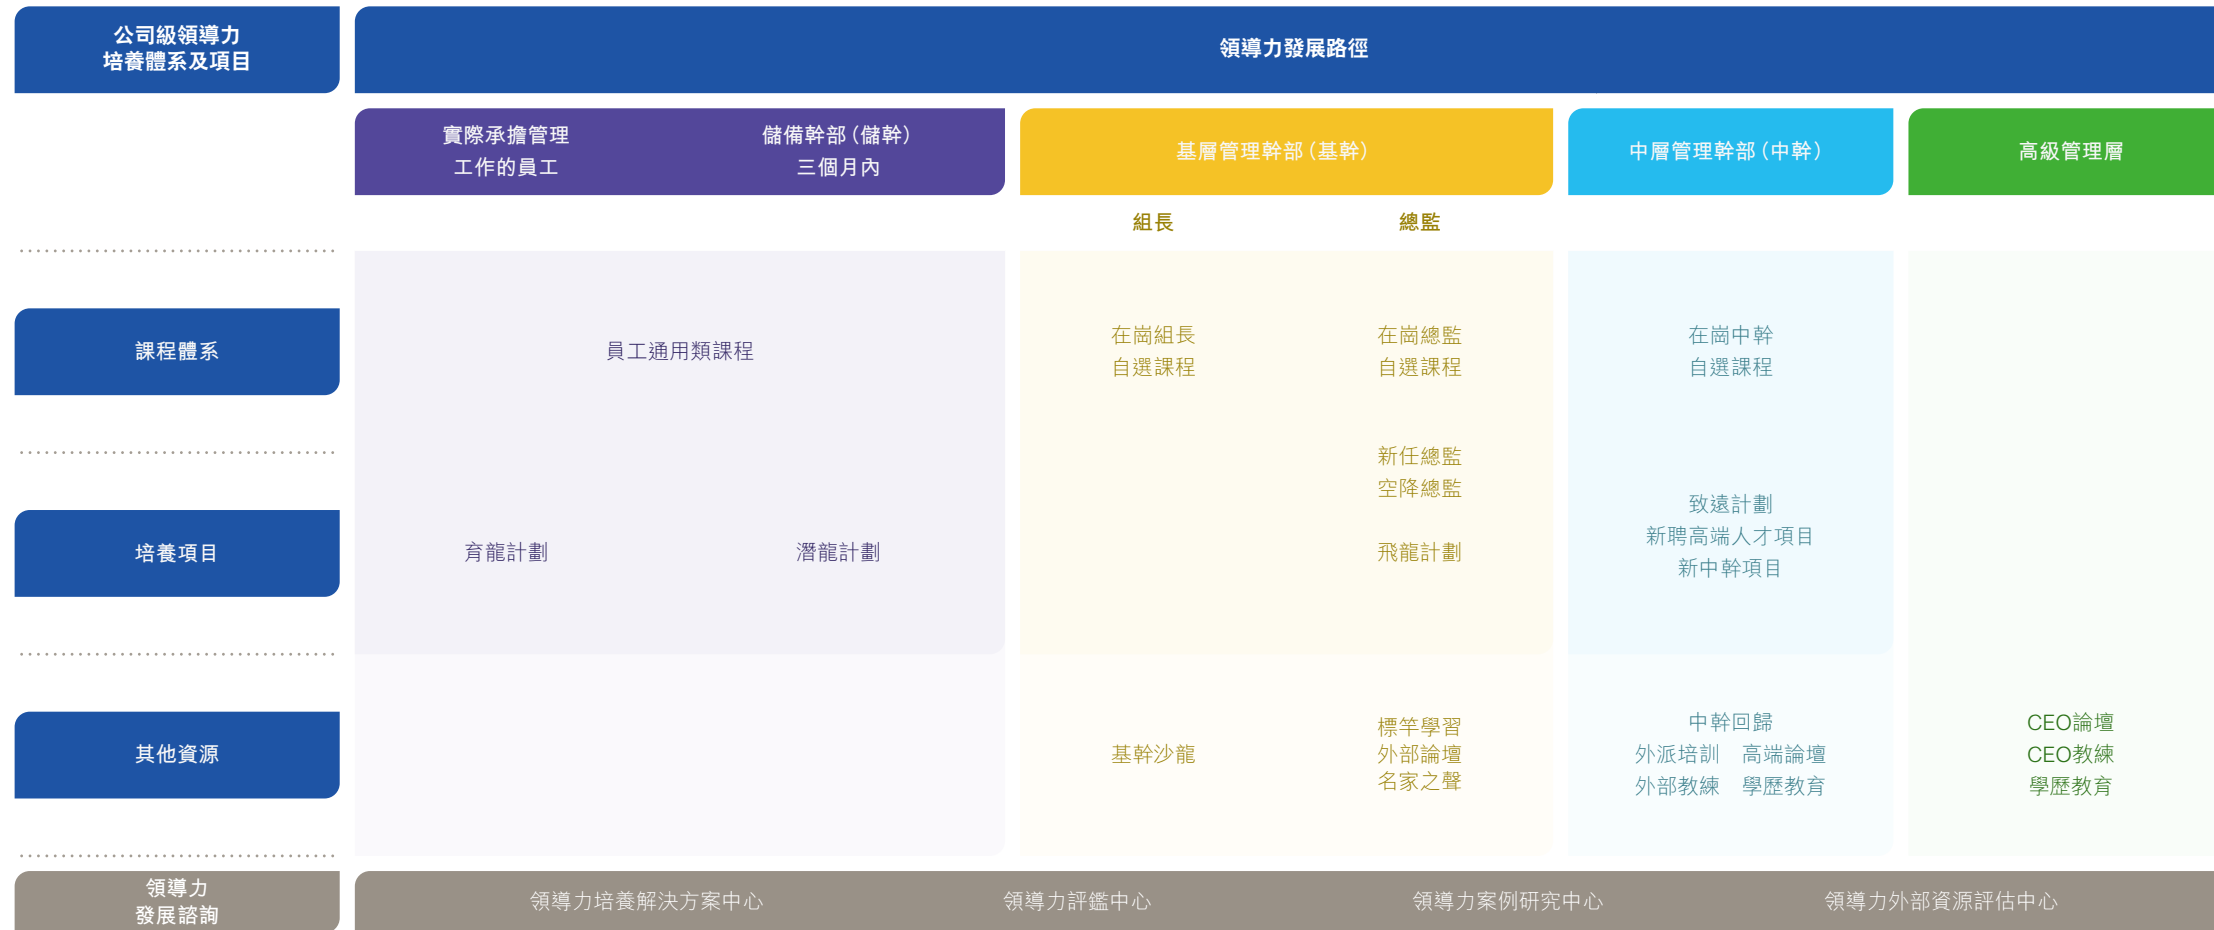 公司級領導力
培養體系及項目
領導力發展路徑
實際承擔管理
工作的員工
儲備幹部（儲幹）
三個月內
基層管理幹部（基幹）
中層管理幹部（中幹）
高級管理層
組長
總監
課程體系
員工通用類課程
在崗組長
自選課程
在崗總監
自選課程
在崗中幹
自選課程
培養項目
育龍計劃
潛龍計劃
新任總監
空降總監
飛龍計劃
致遠計劃
新聘高端人才項目
新中幹項目
其他資源
基幹沙龍
標竿學習
外部論壇
名家之聲
中幹回歸
外派培訓　高端論壇
外部教練　學歷教育
CEO論壇
CEO教練
學歷教育
領導力
發展諮詢
領導力培養解決方案中心
領導力評鑑中心
領導力案例研究中心
領導力外部資源評估中心